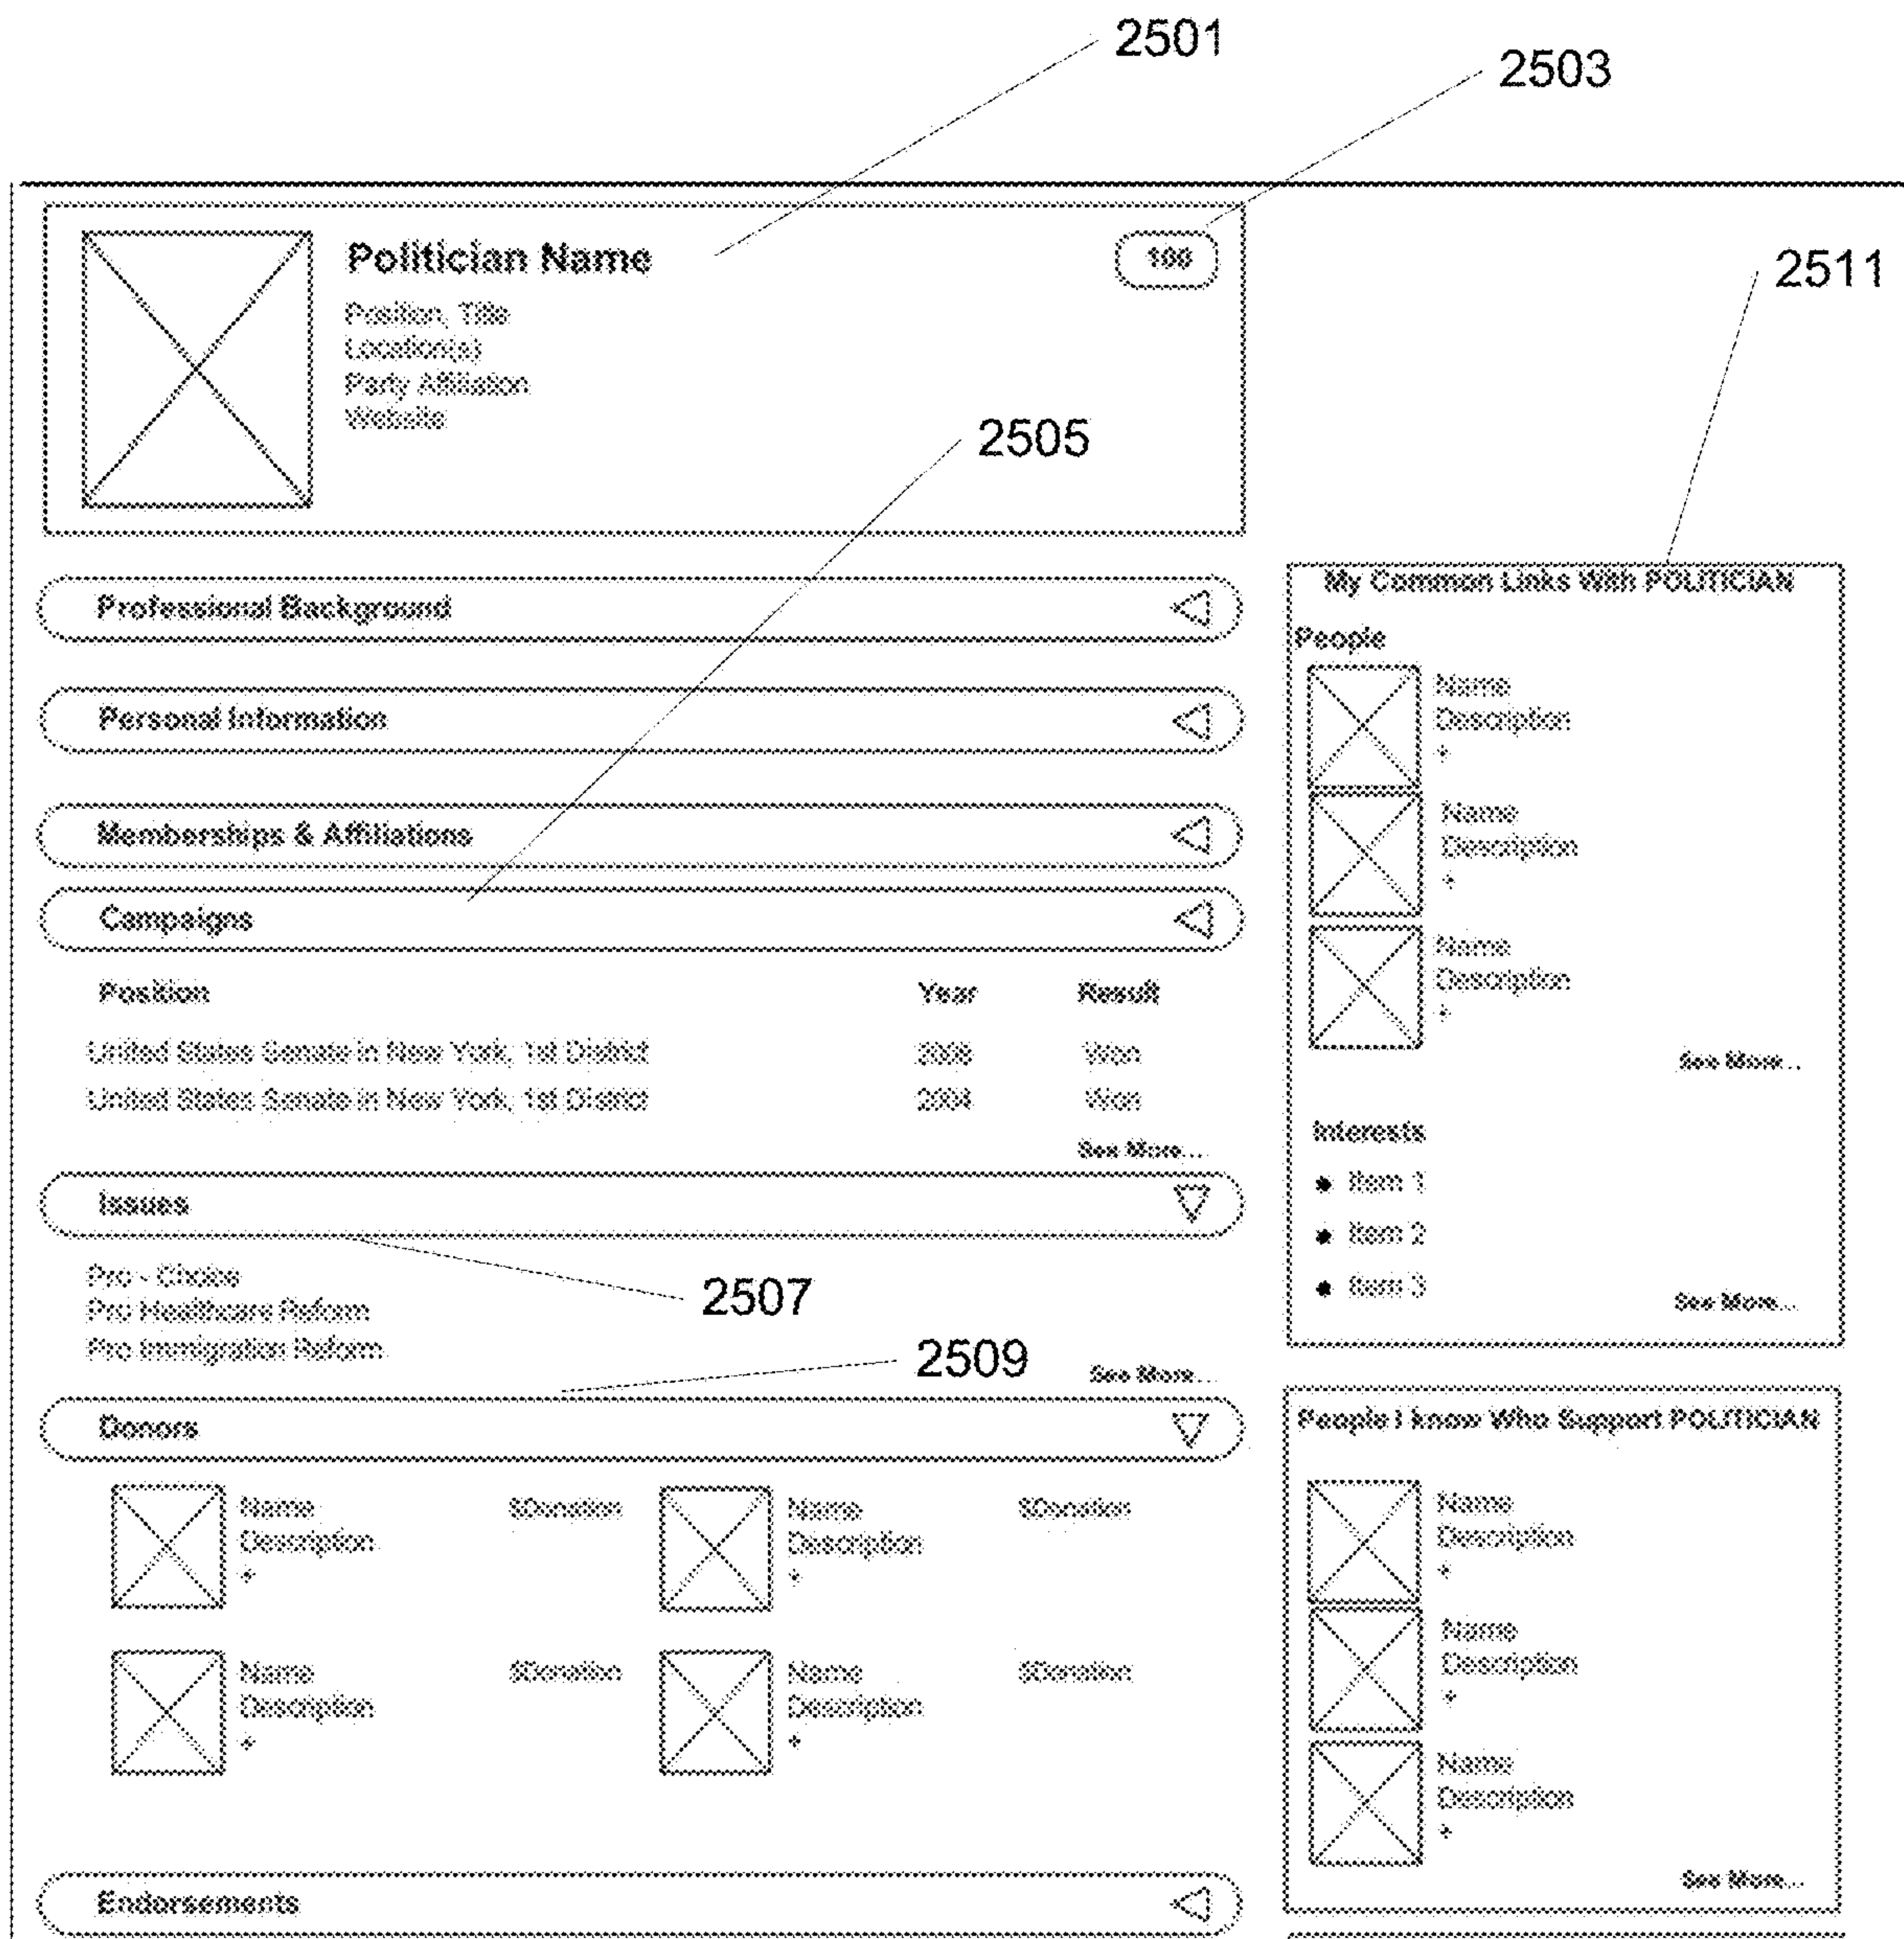 2501
2503
Politician Name
100
Position, Title
Location(s)
Party Affiliation
Website
2505
2511
Professional Background
Personal Information
Memberships & Affiliations
Campaigns
Position Year Result
United States Senate in New York, 1st District 2008 Won
United States Senate in New York, 1st District 2004 Won
See More...
Issues
2507
Pro - Choice
Pro Healthcare Reform
Pro Immigration Reform
2509
See More...
Donors
Name $Donation
Description
+
Name $Donation
Description
+
Name $Donation
Description
+
Name $Donation
Description
+
Endorsements
My Common Links With POLITICIAN
People
Name
Description
+
Name
Description
+
Name
Description
+
See More...
Interests
• Item 1
• Item 2
• Item 3
See More...
People I know Who Support POLITICIAN
Name
Description
+
Name
Description
+
Name
Description
+
See More...